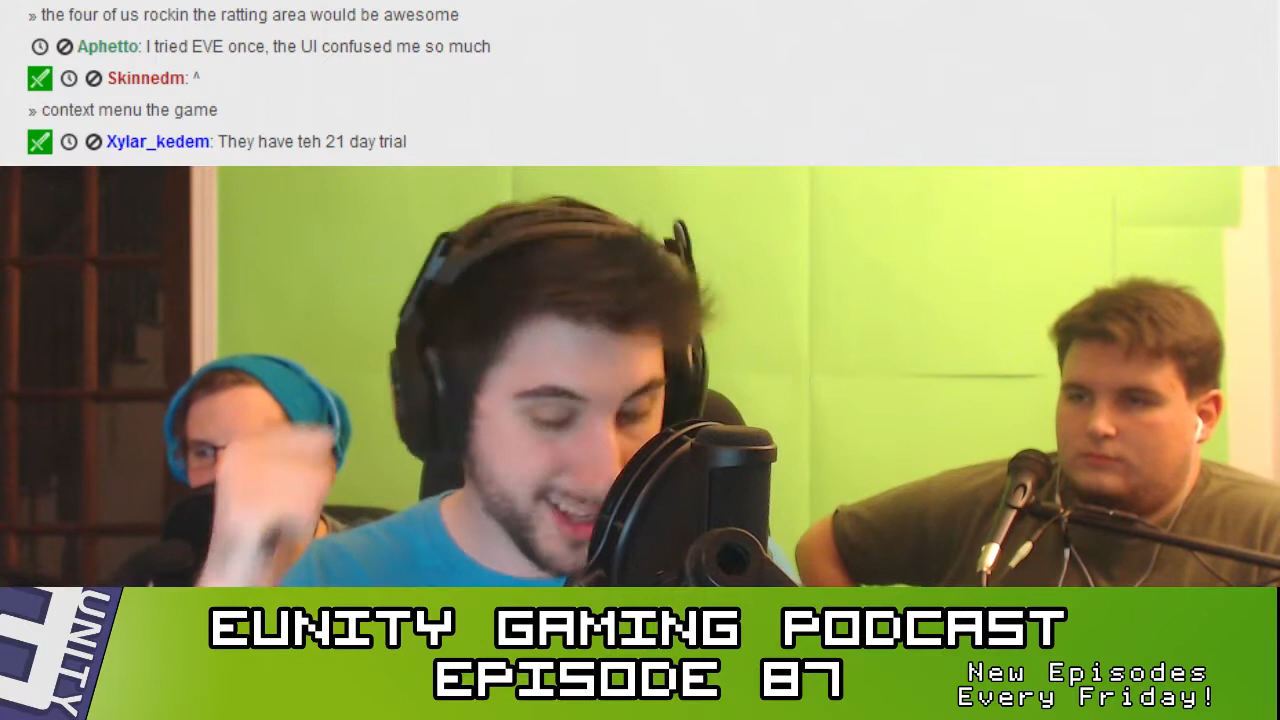 » the four of us rockin the ratting area would be awesome
Aphetto: I tried EVE once, the UI confused me so much
Skinnedm: ^
» context menu the game
Xylar_kedem: They have teh 21 day trial
E UNITY
EUNITY GAMING PODCAST
EPISODE 87
New Episodes
Every Friday!